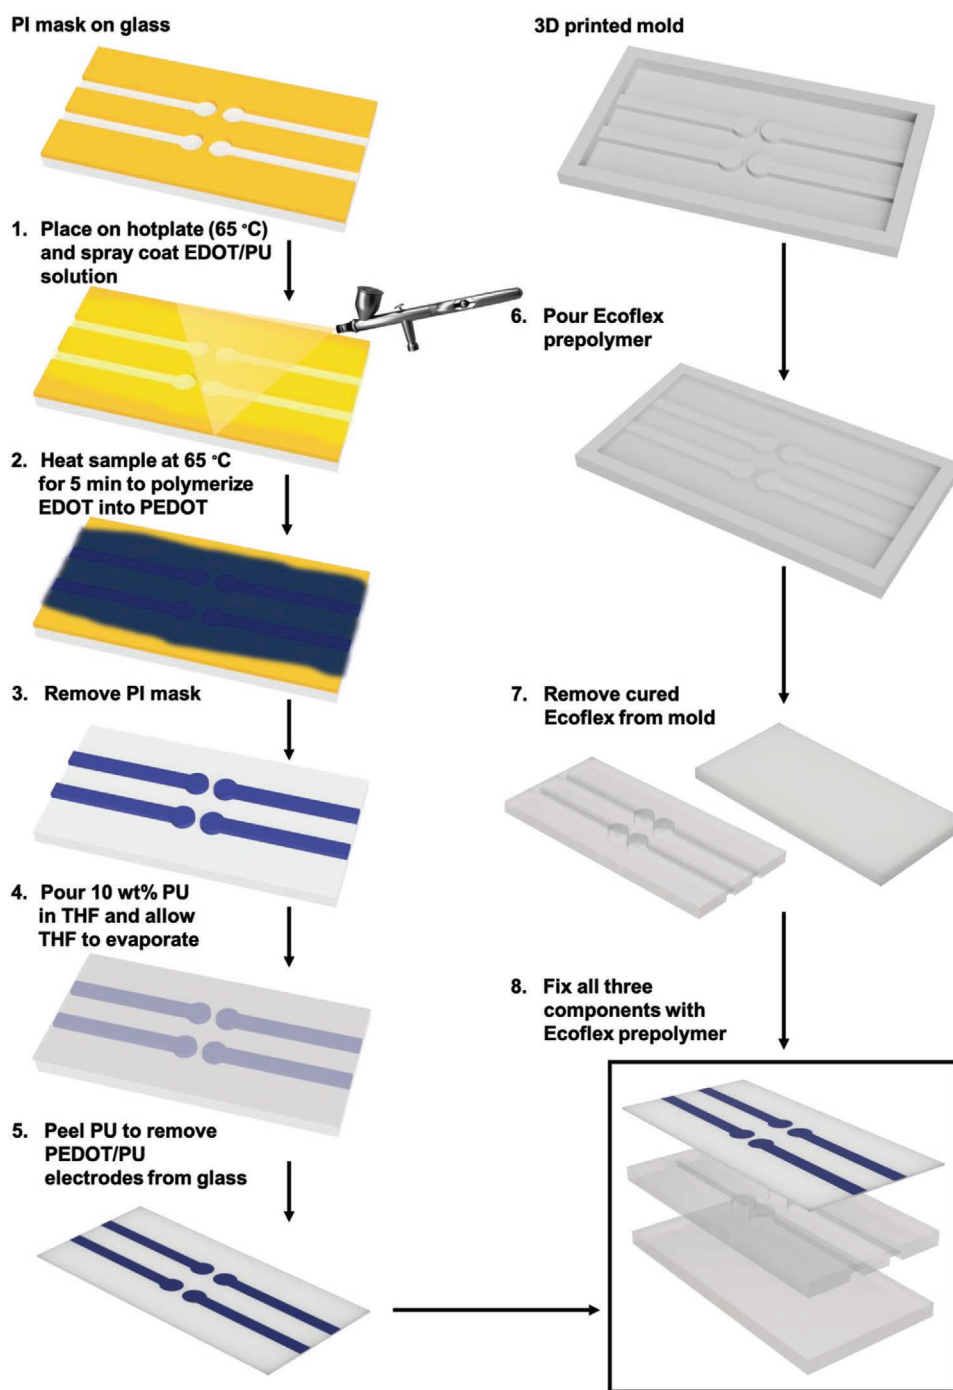 PI mask on glass
1. Place on hotplate (65 °C)
and spray coat EDOT/PU
solution
2. Heat sample at 65 °C
for 5 min to polymerize
EDOT into PEDOT
3. Remove PI mask
4. Pour 10 wt% PU
in THF and allow
THF to evaporate
5. Peel PU to remove
PEDOT/PU
electrodes from glass
3D printed mold
6. Pour Ecoflex
prepolymer
7. Remove cured
Ecoflex from mold
8. Fix all three
components with
Ecoflex prepolymer